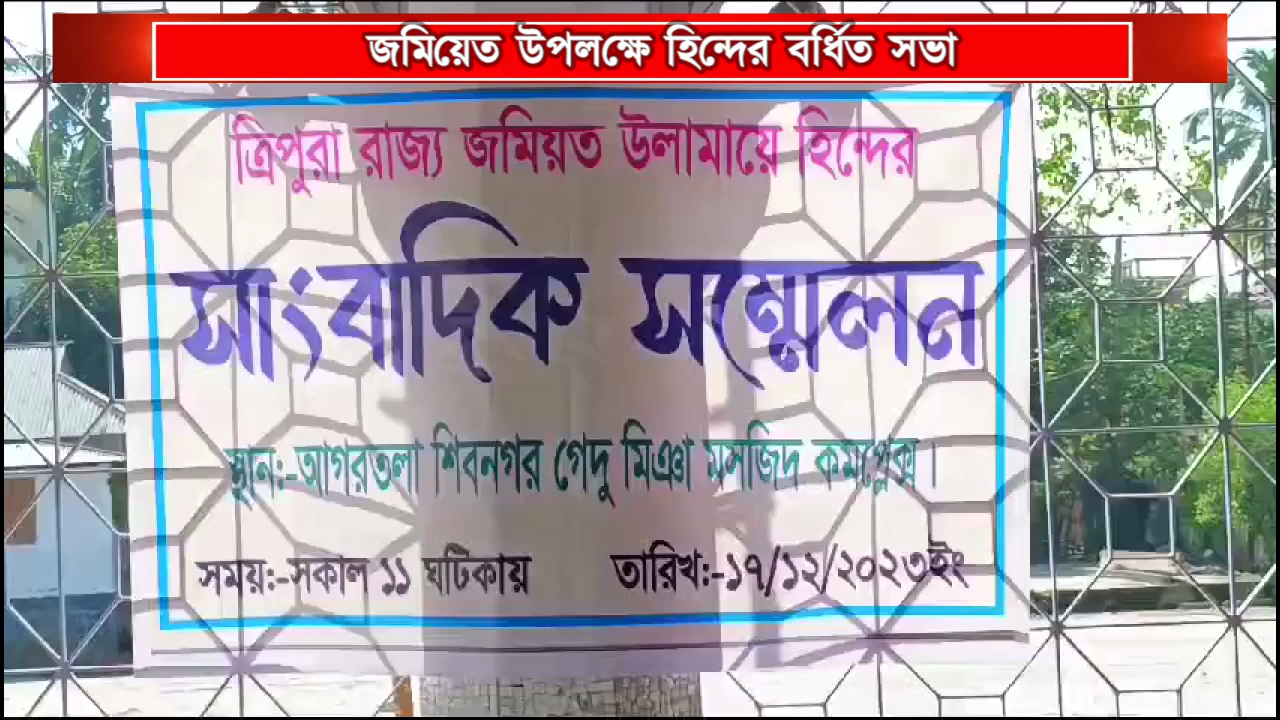 জমিয়েত উপলক্ষে হিন্দের বর্ধিত সভা
ত্রিপুরা রাজ্য জমিয়ত উলামায়ে হিন্দের
সাংবাদিক সম্মেলন
স্থান:-আগরতলা শিবনগর গেদু মিঞা মসজিদ কমপ্লেক্স।
সময়:-সকাল ১১ ঘটিকায় তারিখ:-১৭/১২/২০২৩ইং